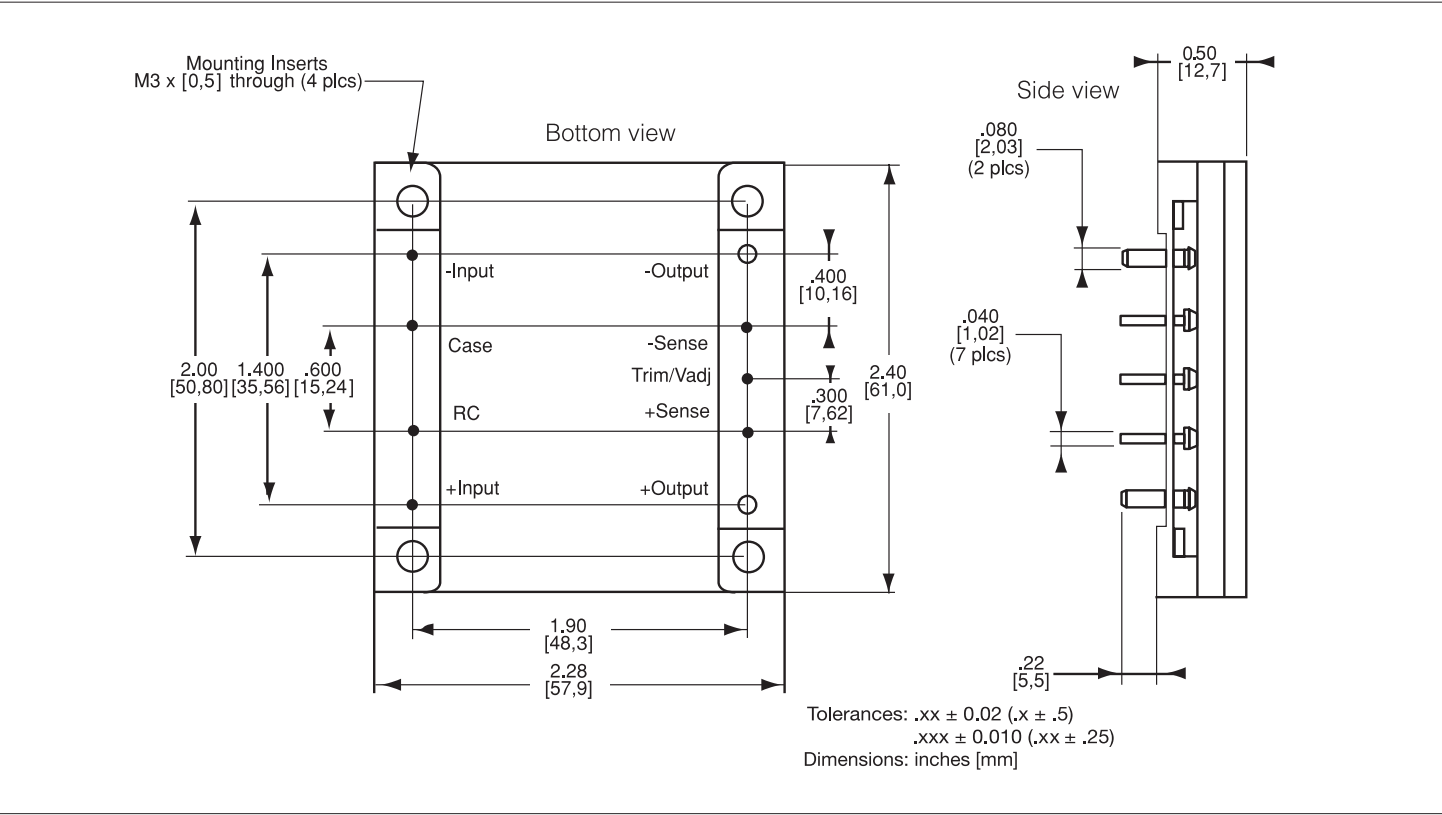 Mounting Inserts
M3 x [0,5] through (4 plcs)
Bottom view
Side view
0.50
[12,7]
.080
[2,03]
(2 plcs)
-Input
-Output
.400
[10,16]
Case
-Sense
.040
[1,02]
(7 plcs)
2.00
[50,80]
1.400
[35,56]
.600
[15,24]
Trim/Vadj
2.40
[61,0]
.300
[7,62]
RC
+Sense
+Input
+Output
1.90
[48,3]
2.28
[57,9]
.22
[5,5]
Tolerances: .xx ± 0.02 (.x ± .5)
.xxx ± 0.010 (.xx ± .25)
Dimensions: inches [mm]